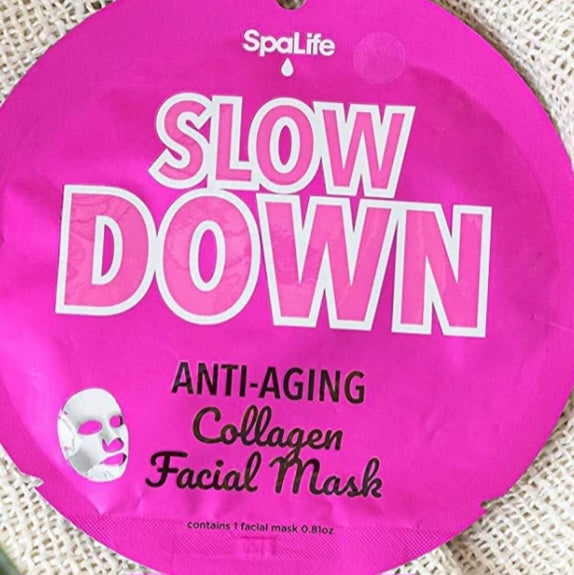 SpaLife
SLOW
DOWN
ANTI-AGING
Collagen
Facial Mask
contains 1 facial mask 0.81oz